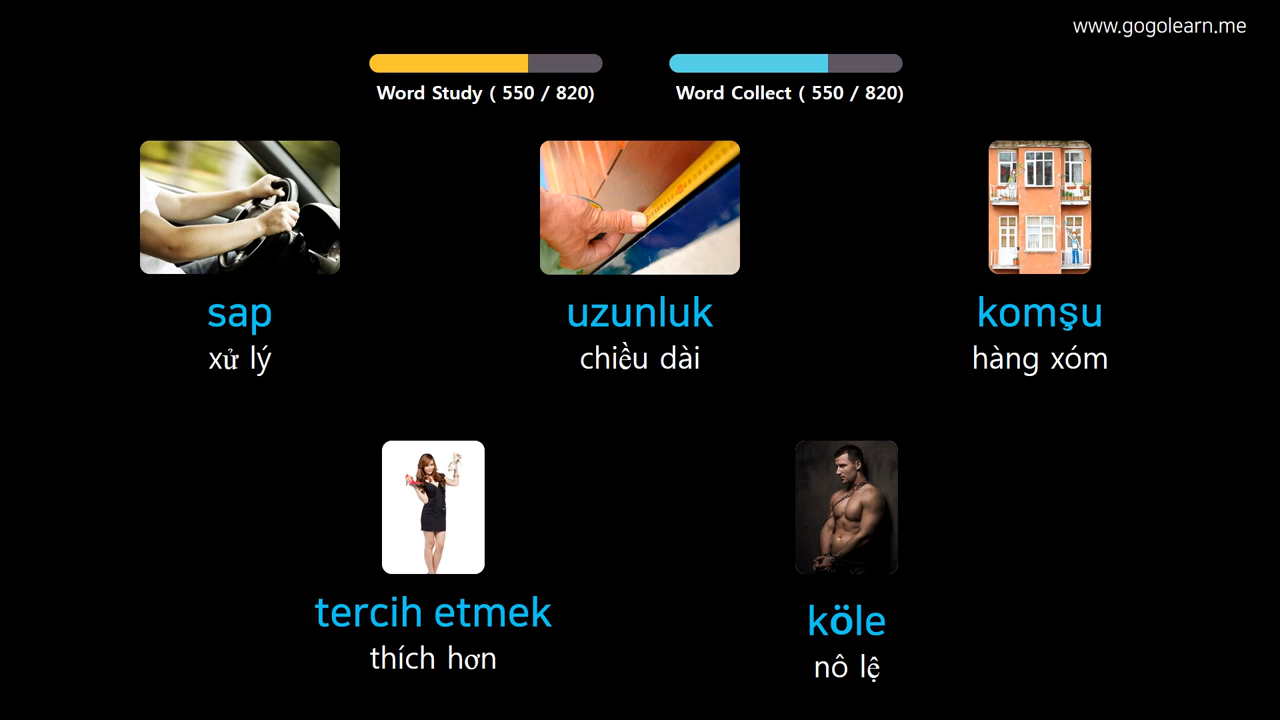 www.gogolearn.me
Word Study ( 550 / 820)
Word Collect ( 550 / 820)
sap
xử lý
uzunluk
chiều dài
komşu
hàng xóm
tercih etmek
thích hơn
köle
nô lệ